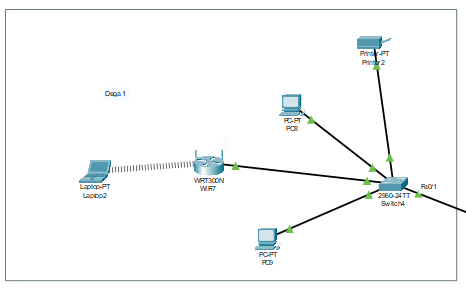 Printer-PT
Printer2
Dega 1
PC-PT
PC8
Laptop-PT
Laptop2
WRT300N
WiR7
Fa0/1
2960-24TT
Switch4
PC-PT
PC9